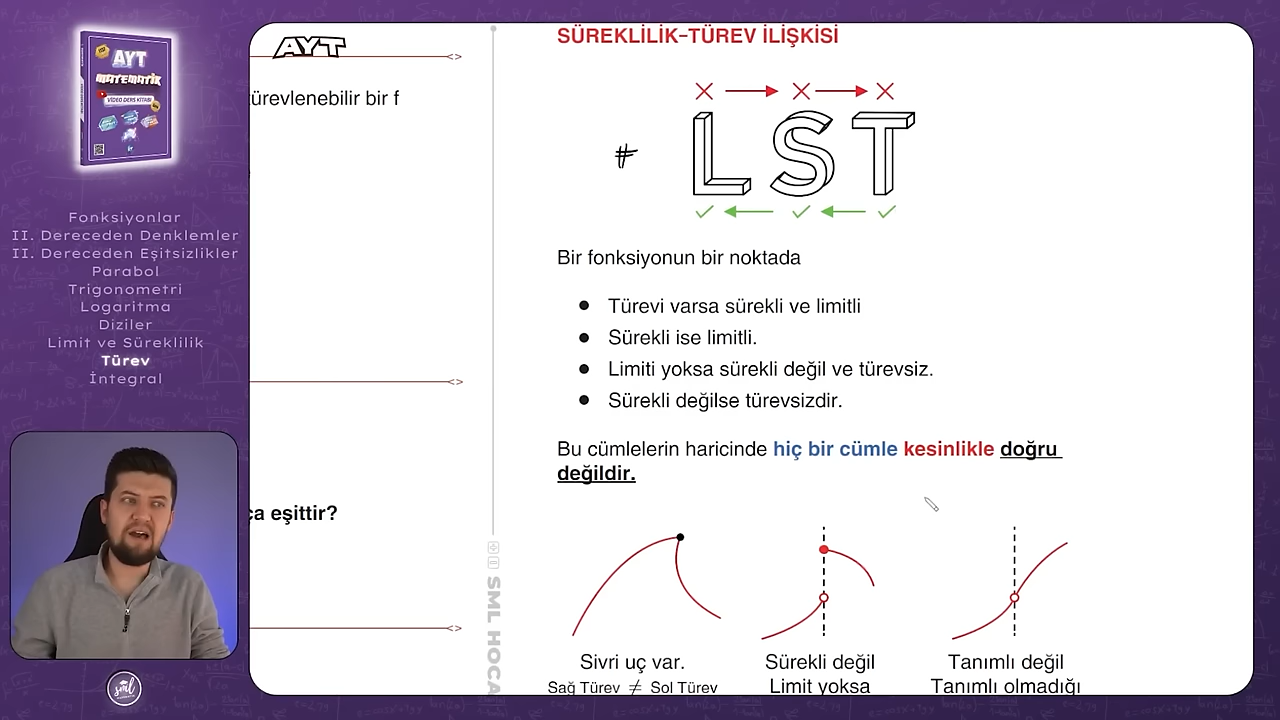 AYT
MATEMATİK
VİDEO DERS KİTABI
Fonksiyonlar
II. Dereceden Denklemler
II. Dereceden Eşitsizlikler
Parabol
Trigonometri
Logaritma
Diziler
Limit ve Süreklilik
Türev
İntegral
sml
AYT
türevlenebilir bir f
ça eşittir?
SML HOCA
SÜREKLİLİK-TÜREV İLİŞKİSİ
# LST
Bir fonksiyonun bir noktada
● Türevi varsa sürekli ve limitli
● Sürekli ise limitli.
● Limiti yoksa sürekli değil ve türevsiz.
● Sürekli değilse türevsizdir.
Bu cümlelerin haricinde hiç bir cümle kesinlikle doğru
değildir.
Sivri uç var.
Sağ Türev ≠ Sol Türev
Sürekli değil
Limit yoksa
Tanımlı değil
Tanımlı olmadığı